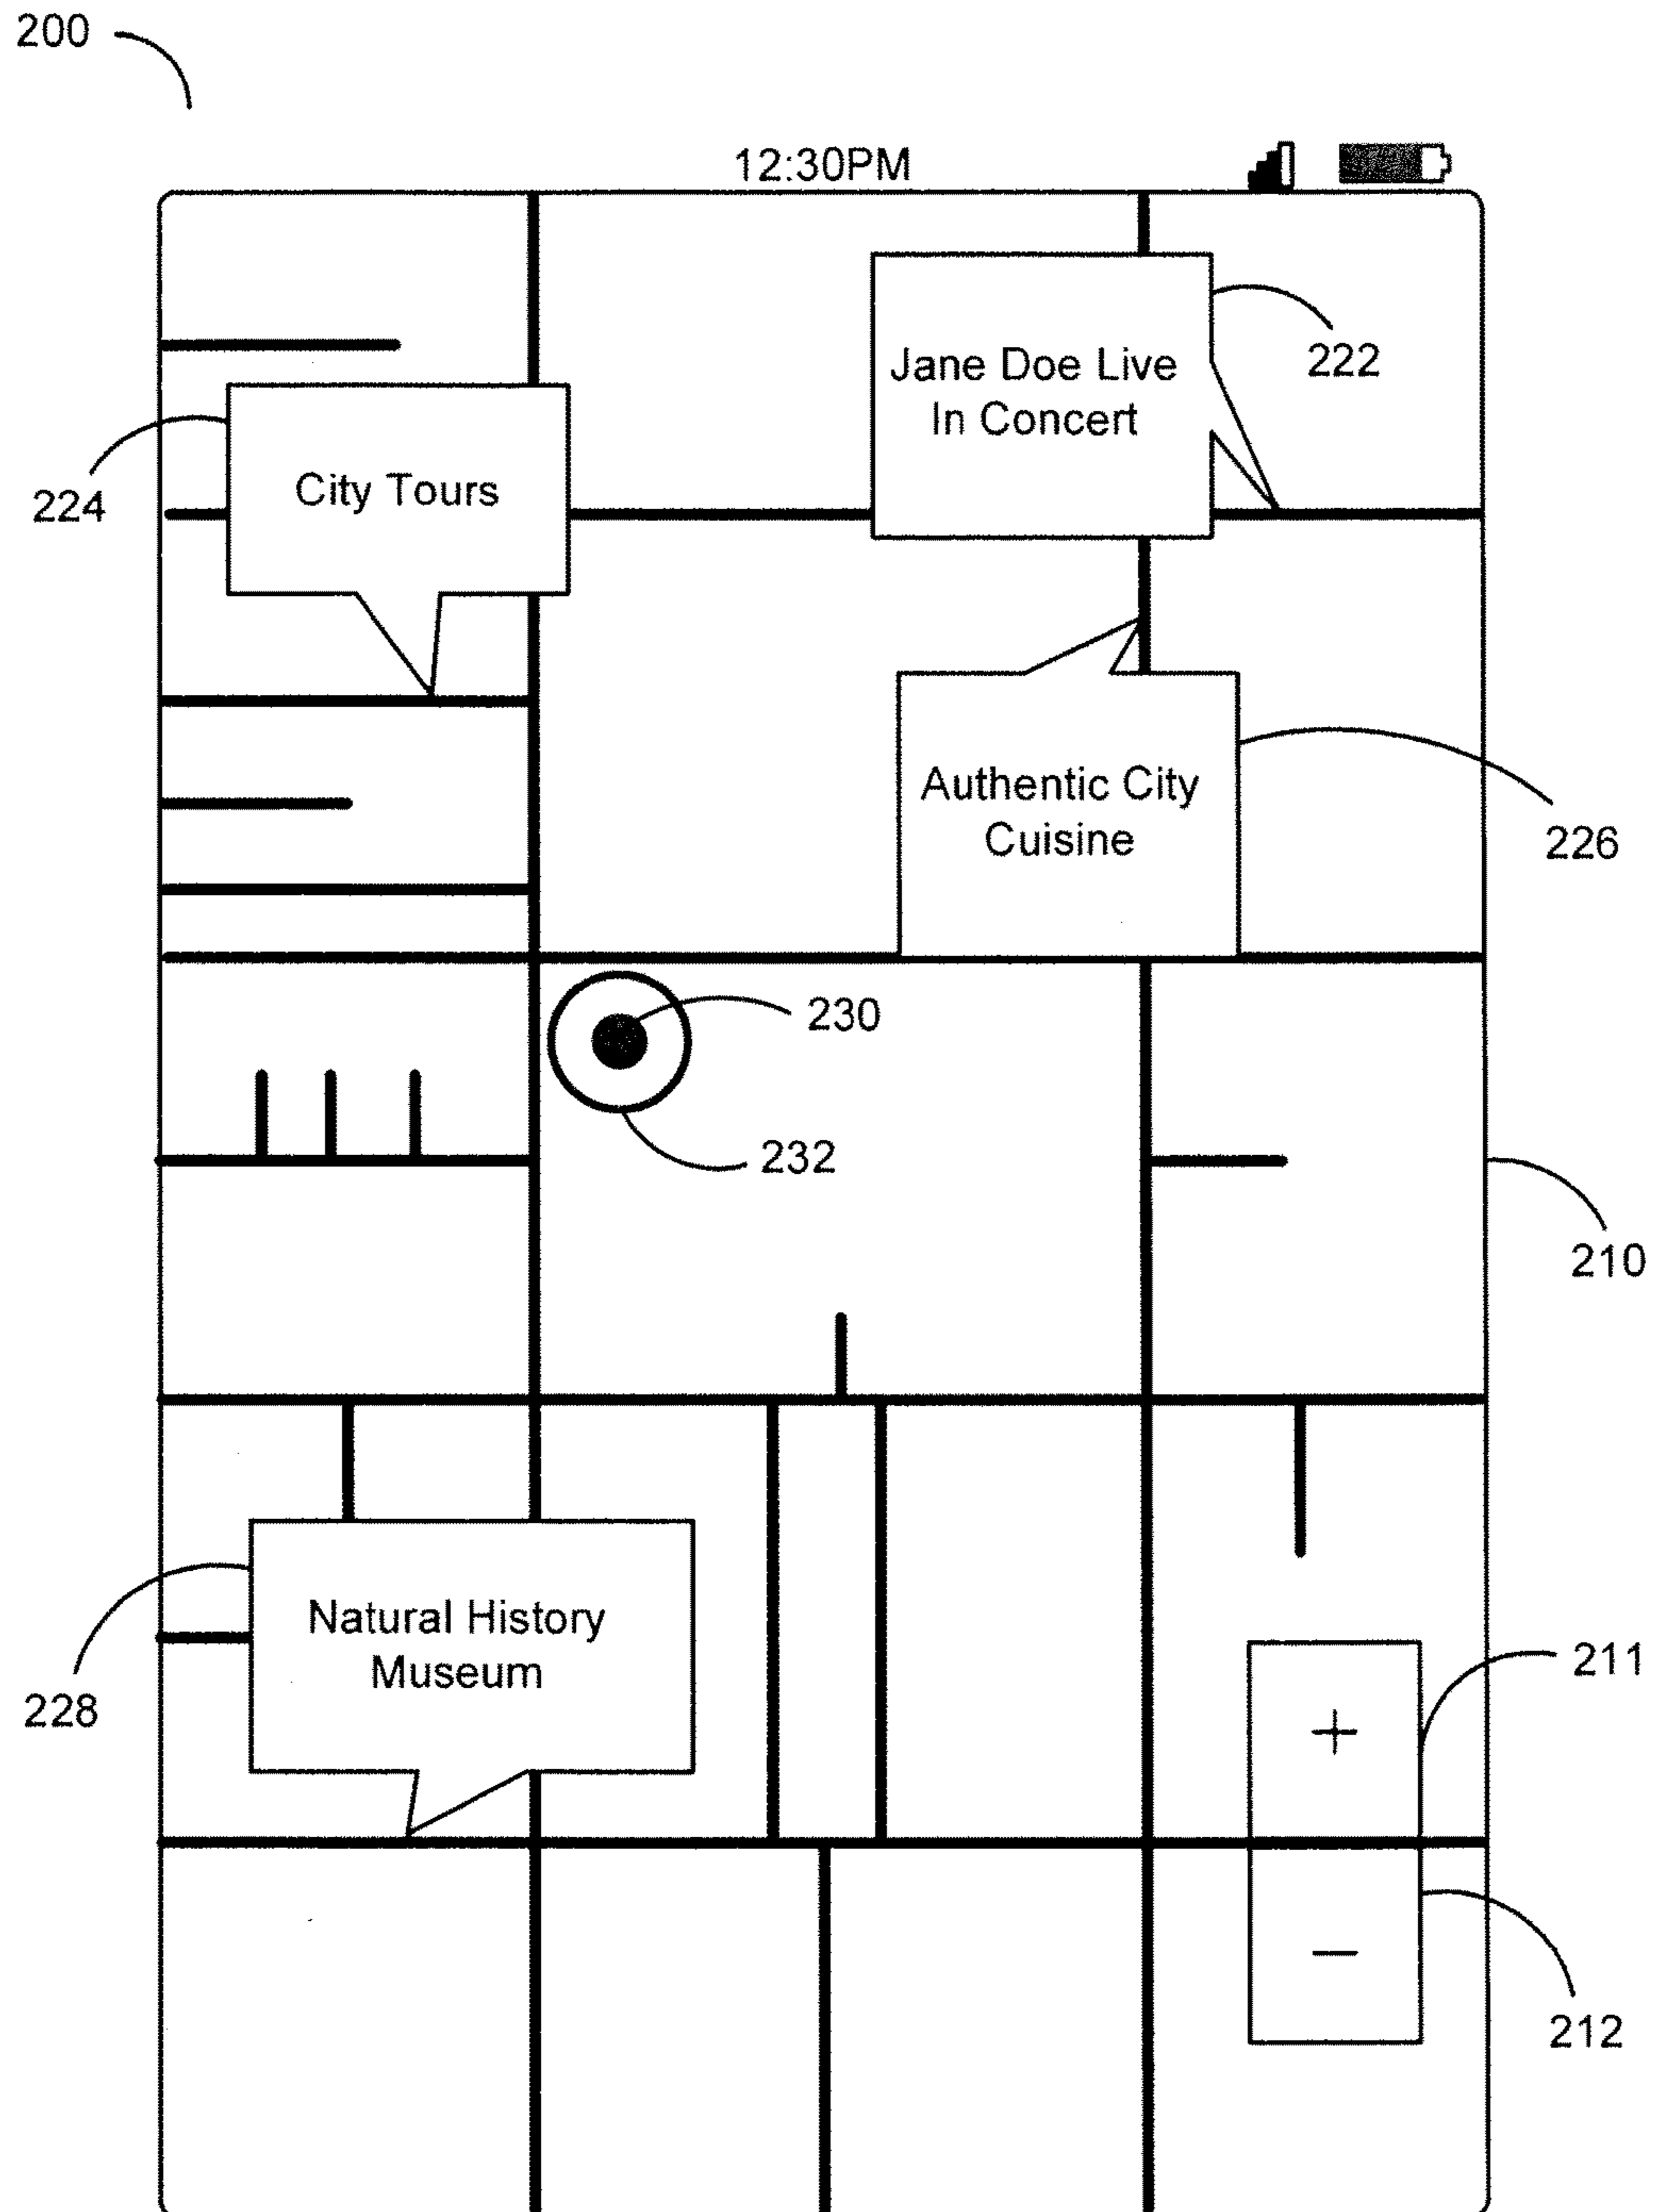 200
12:30PM
Jane Doe Live
In Concert
222
City Tours
224
Authentic City
Cuisine
226
230
232
210
Natural History
Museum
228
211
+
−
212